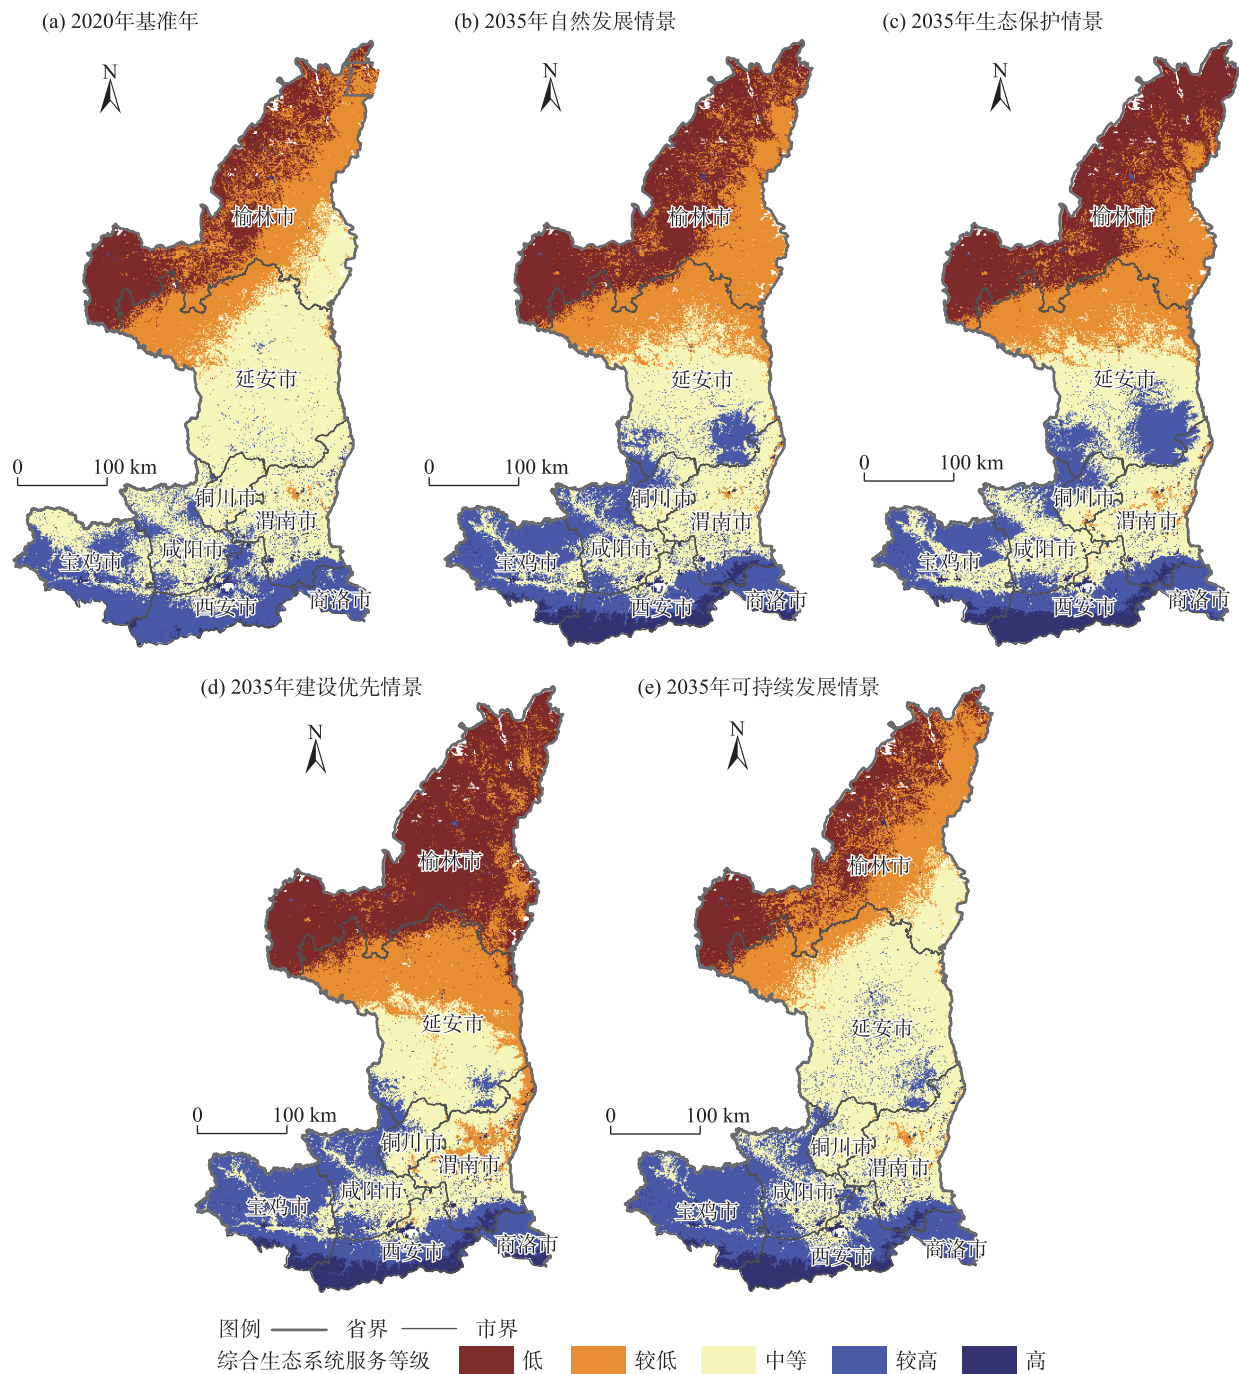 (a) 2020年基准年
(b) 2035年自然发展情景
(c) 2035年生态保护情景
N
榆林市
延安市
0 100 km
铜川市
渭南市
咸阳市
宝鸡市
西安市
商洛市
N
榆林市
延安市
0 100 km
铜川市
渭南市
咸阳市
宝鸡市
西安市
商洛市
N
榆林市
延安市
0 100 km
铜川市
渭南市
咸阳市
宝鸡市
西安市
商洛市
(d) 2035年建设优先情景
(e) 2035年可持续发展情景
N
榆林市
延安市
0 100 km
铜川市
渭南市
咸阳市
宝鸡市
西安市
商洛市
N
榆林市
延安市
0 100 km
铜川市
渭南市
咸阳市
宝鸡市
西安市
商洛市
图例 省界 市界
综合生态系统服务等级 低 较低 中等 较高 高